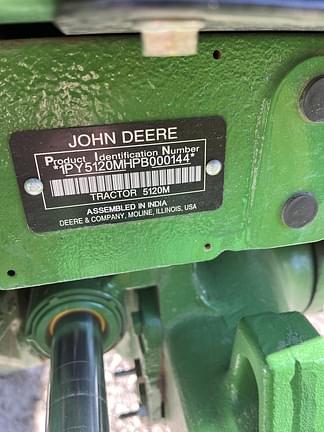 JOHN DEERE
Product Identification Number
*1PY5120MHPB000144*
TRACTOR 5120M
ASSEMBLED IN INDIA
DEERE & COMPANY, MOLINE, ILLINOIS, USA